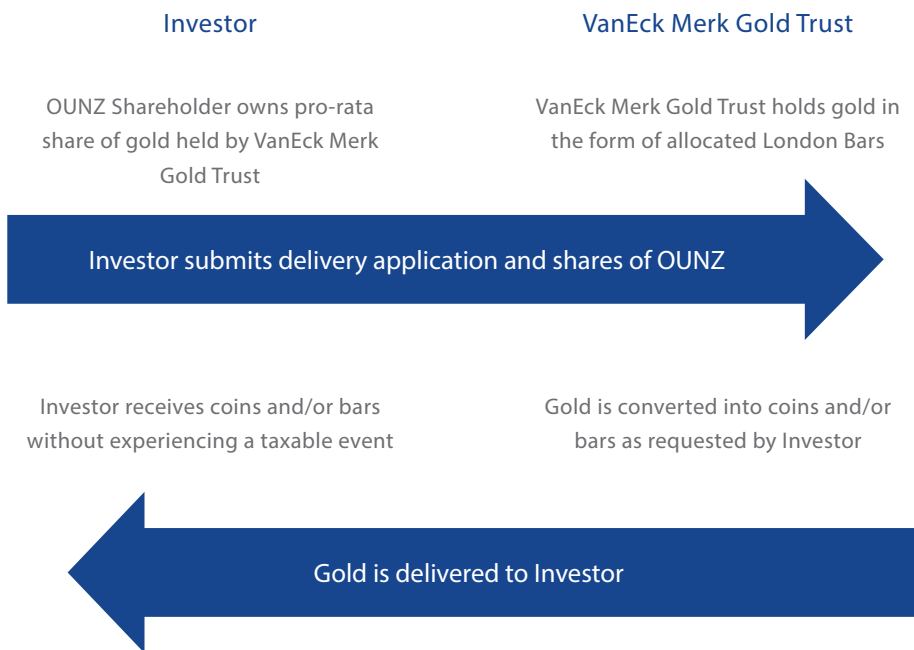 Investor
VanEck Merk Gold Trust
OUNZ Shareholder owns pro-rata
share of gold held by VanEck Merk
Gold Trust
VanEck Merk Gold Trust holds gold in
the form of allocated London Bars
Investor submits delivery application and shares of OUNZ
Investor receives coins and/or bars
without experiencing a taxable event
Gold is converted into coins and/or
bars as requested by Investor
Gold is delivered to Investor